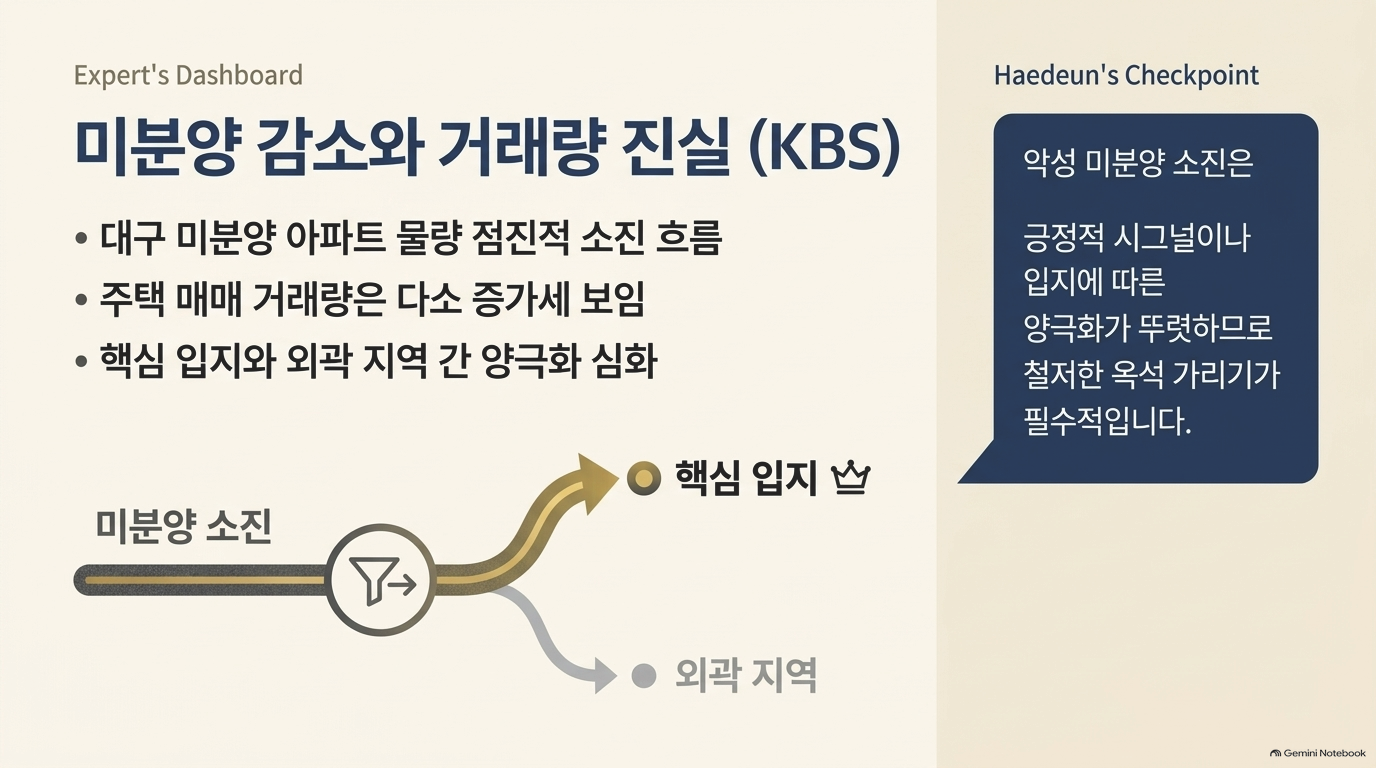 Expert's Dashboard
미분양 감소와 거래량 진실 (KBS)
• 대구 미분양 아파트 물량 점진적 소진 흐름
• 주택 매매 거래량은 다소 증가세 보임
• 핵심 입지와 외곽 지역 간 양극화 심화
미분양 소진
핵심 입지
외곽 지역
Haedeun's Checkpoint
악성 미분양 소진은
긍정적 시그널이나
입지에 따른
양극화가 뚜렷하므로
철저한 옥석 가리기가
필수적입니다.
Gemini Notebook